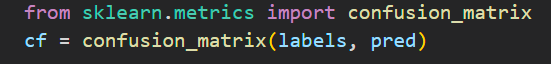 from sklearn.metrics import confusion_matrix
cf = confusion_matrix(labels, pred)